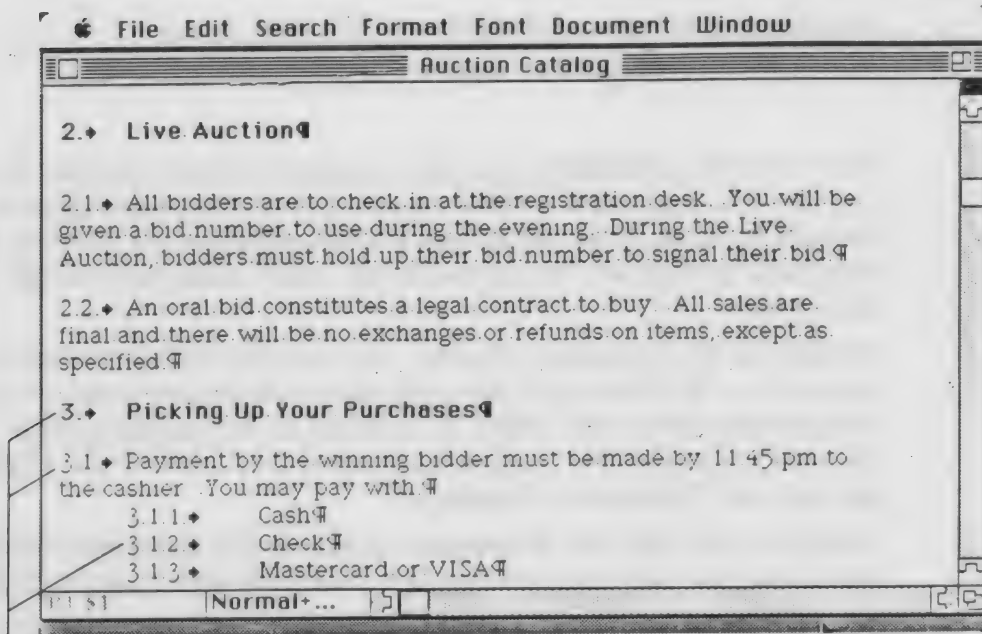 File Edit Search Format Font Document Window
Auction Catalog
2. Live Auction¶
2.1. All bidders are to check in at the registration desk. You will be
given a bid number to use during the evening. During the Live
Auction, bidders must hold up their bid number to signal their bid.¶
2.2. An oral bid constitutes a legal contract to buy. All sales are
final and there will be no exchanges or refunds on items, except as
specified.¶
3. Picking Up Your Purchases¶
3.1 Payment by the winning bidder must be made by 11:45 pm to
the cashier. You may pay with:¶
3.1.1. Cash¶
3.1.2. Check¶
3.1.3 Mastercard or VISA¶
Normal+...